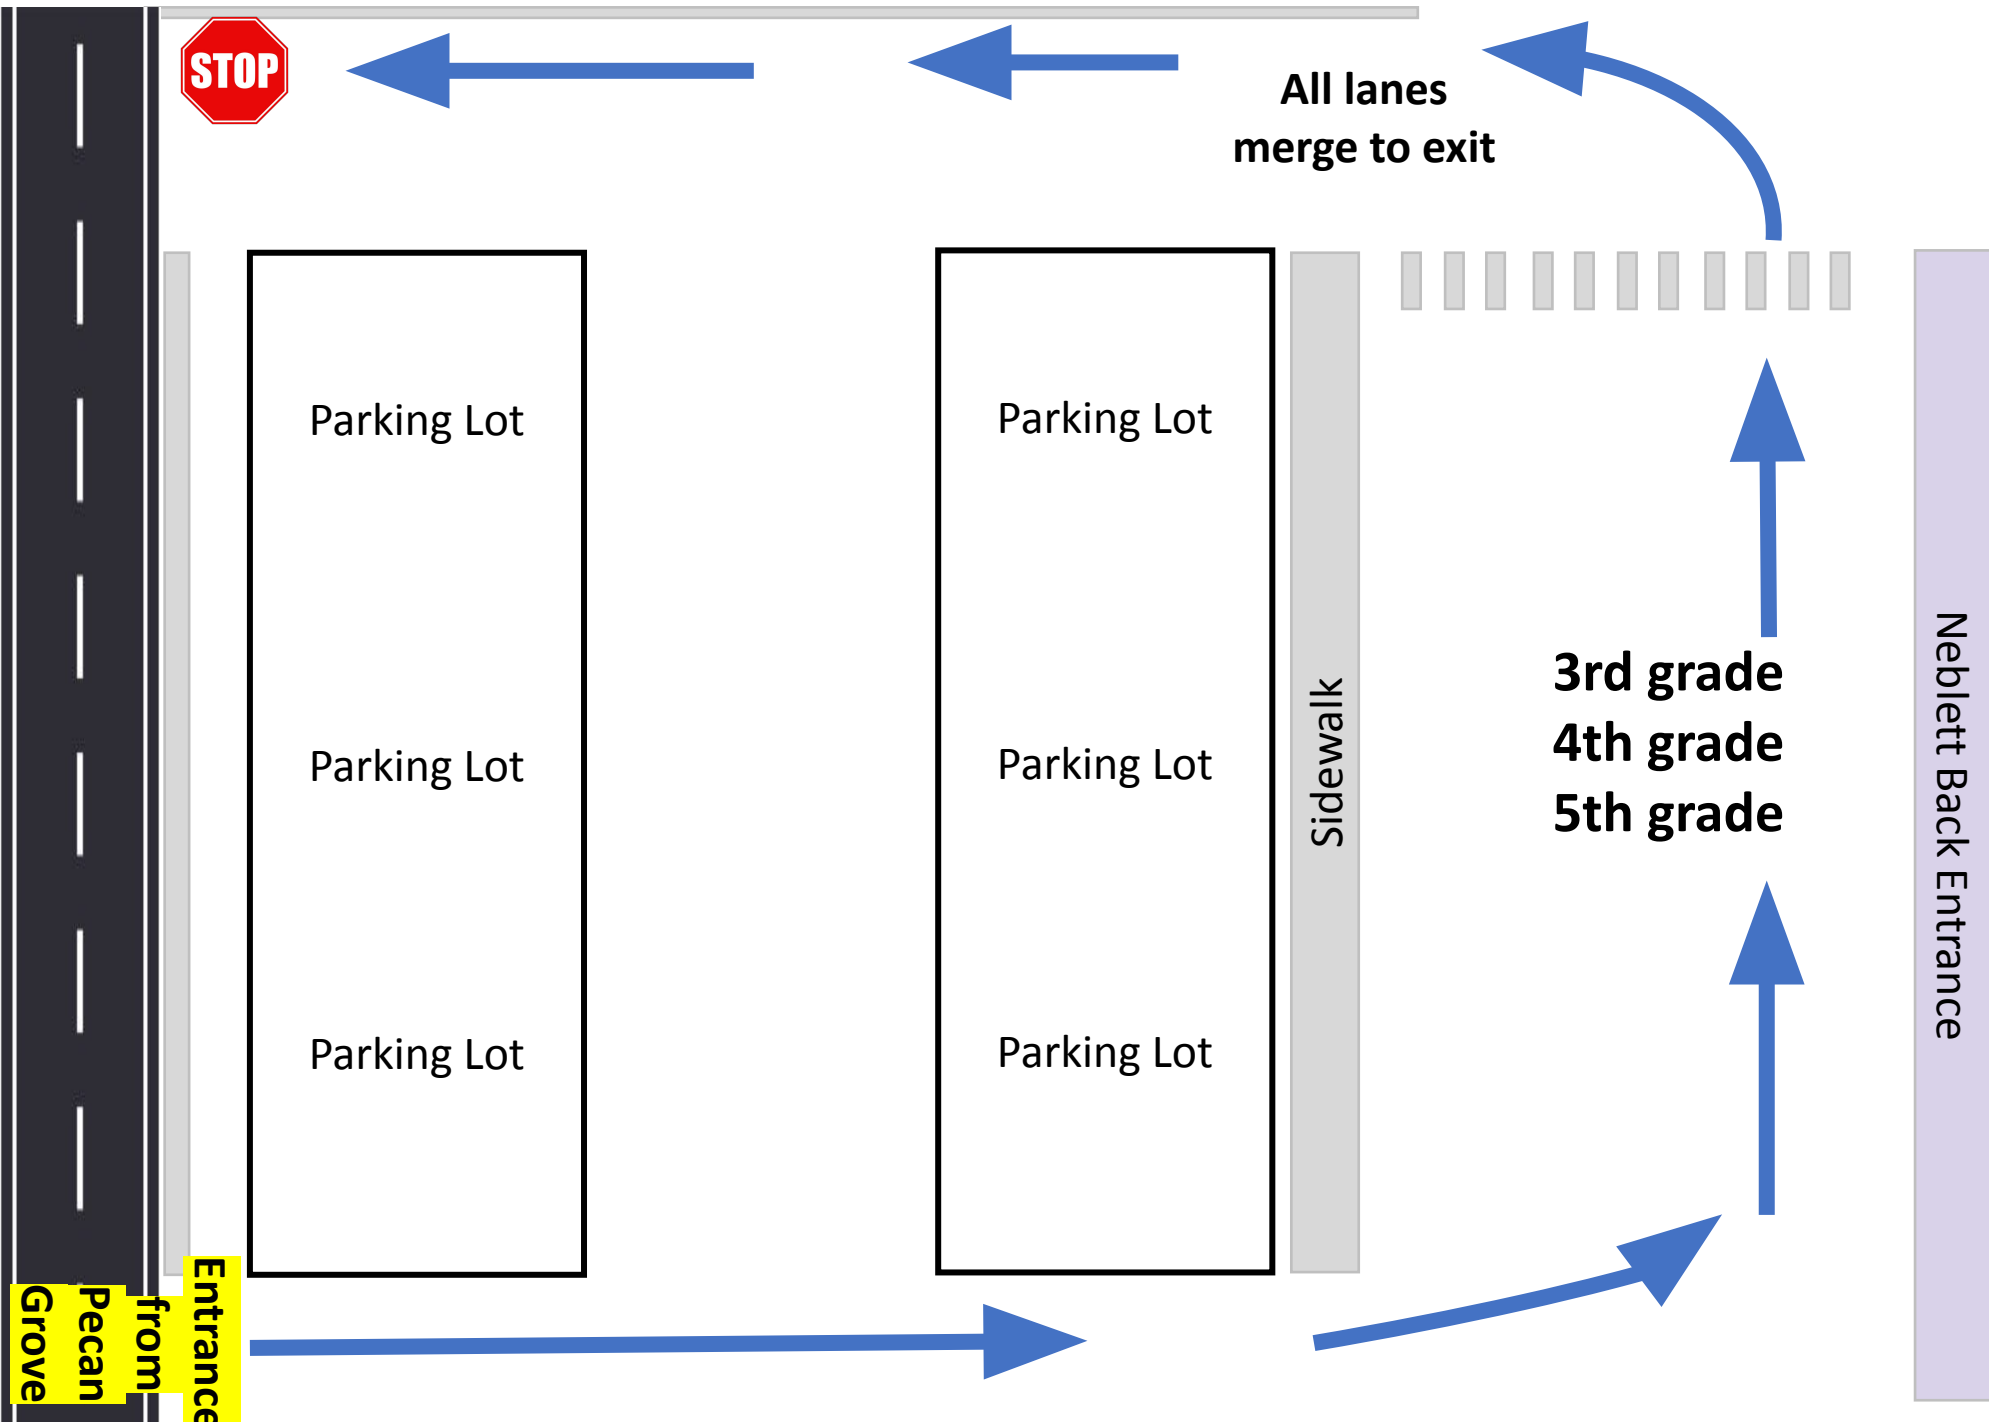 STOP
All lanes
merge to exit
Parking Lot
Parking Lot
Parking Lot
Parking Lot
Parking Lot
Parking Lot
Sidewalk
3rd grade
4th grade
5th grade
Neblett Back Entrance
Entrance
from
Pecan
Grove